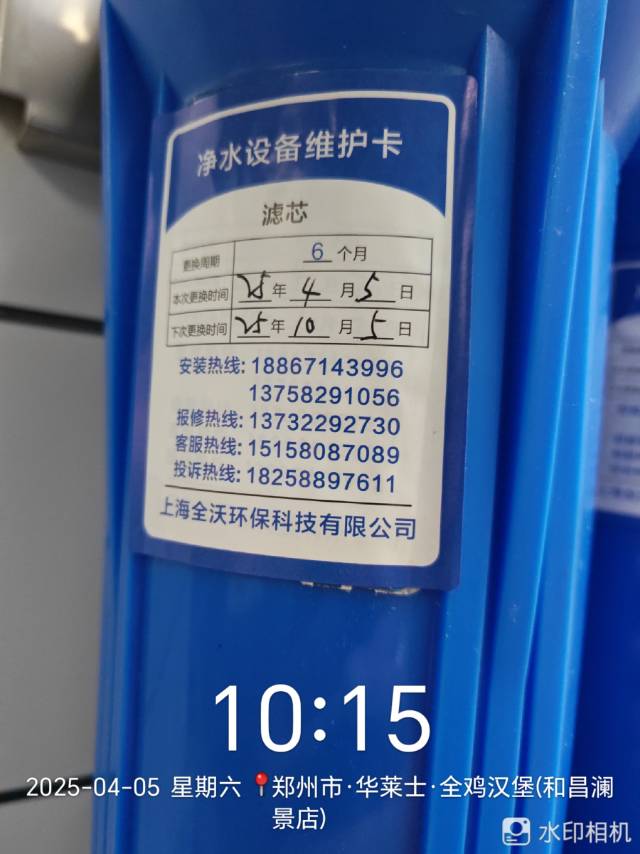 净水设备维护卡
滤芯
更换周期 6 个月
本次更换时间 25 年 4 月 5 日
下次更换时间 25 年 10 月 5 日
安装热线: 18867143996
13758291056
报修热线: 13732292730
客服热线: 15158087089
投诉热线: 18258897611
上海全沃环保科技有限公司
10:15
2025-04-05 星期六 郑州市·华莱士·全鸡汉堡(和昌澜
景店)
水印相机